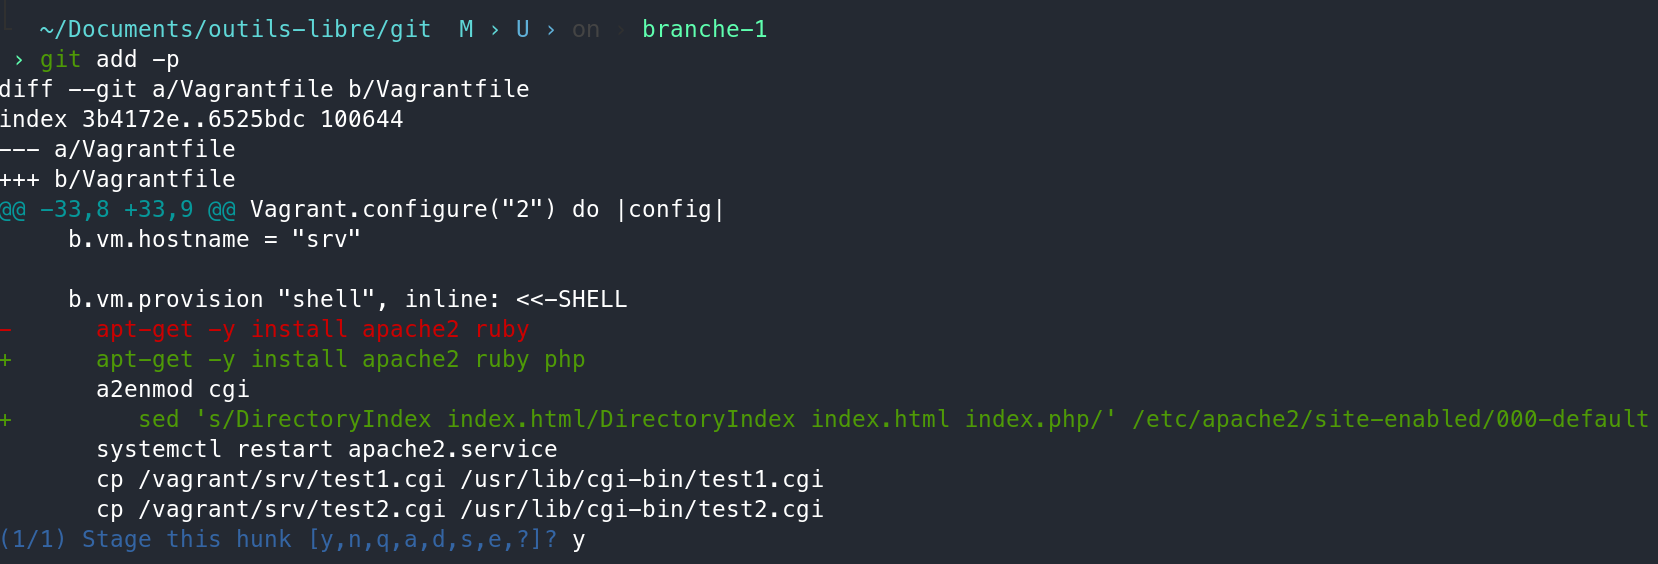 ~/Documents/outils-libre/git M › U › on › branche-1
› git add -p
diff --git a/Vagrantfile b/Vagrantfile
index 3b4172e..6525bdc 100644
--- a/Vagrantfile
+++ b/Vagrantfile
@@ -33,8 +33,9 @@ Vagrant.configure("2") do |config|
     b.vm.hostname = "srv"

     b.vm.provision "shell", inline: <<-SHELL
-      apt-get -y install apache2 ruby
+      apt-get -y install apache2 ruby php
       a2enmod cgi
+         sed 's/DirectoryIndex index.html/DirectoryIndex index.html index.php/' /etc/apache2/site-enabled/000-default
       systemctl restart apache2.service
       cp /vagrant/srv/test1.cgi /usr/lib/cgi-bin/test1.cgi
       cp /vagrant/srv/test2.cgi /usr/lib/cgi-bin/test2.cgi
(1/1) Stage this hunk [y,n,q,a,d,s,e,?]? y